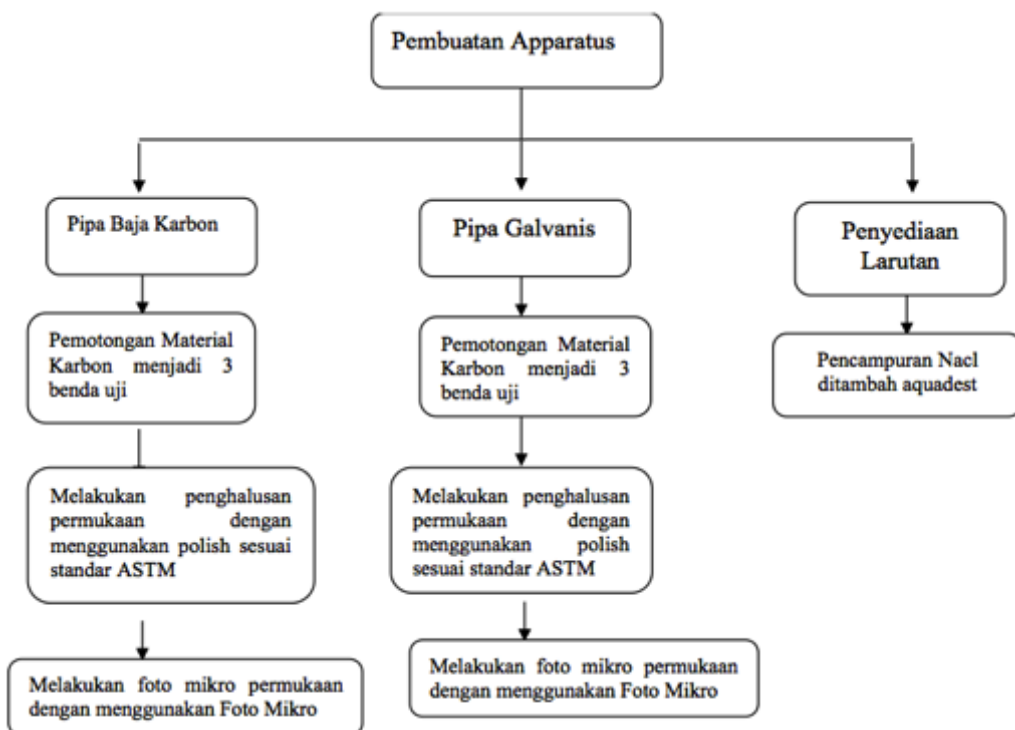 Pembuatan Apparatus
Pipa Baja Karbon
Pemotongan Material
Karbon menjadi 3
benda uji
Melakukan penghalusan
permukaan dengan
menggunakan polish sesuai
standar ASTM
Melakukan foto mikro permukaan
dengan menggunakan Foto Mikro
Pipa Galvanis
Pemotongan Material
Karbon menjadi 3
benda uji
Melakukan penghalusan
permukaan dengan
menggunakan polish
sesuai standar ASTM
Melakukan foto mikro permukaan
dengan menggunakan Foto Mikro
Penyediaan
Larutan
Pencampuran Nacl
ditambah aquadest